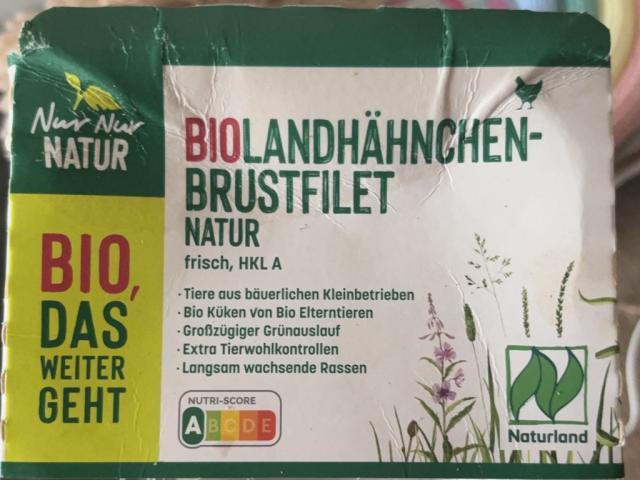 Nur Nur
NATUR
BIOLANDHÄHNCHEN-
BRUSTFILET
NATUR
frisch, HKL A
· Tiere aus bäuerlichen Kleinbetrieben
· Bio Küken von Bio Elterntieren
· Großzügiger Grünauslauf
· Extra Tierwohlkontrollen
· Langsam wachsende Rassen
BIO,
DAS
WEITER
GEHT
NUTRI-SCORE
ABCDE
Naturland